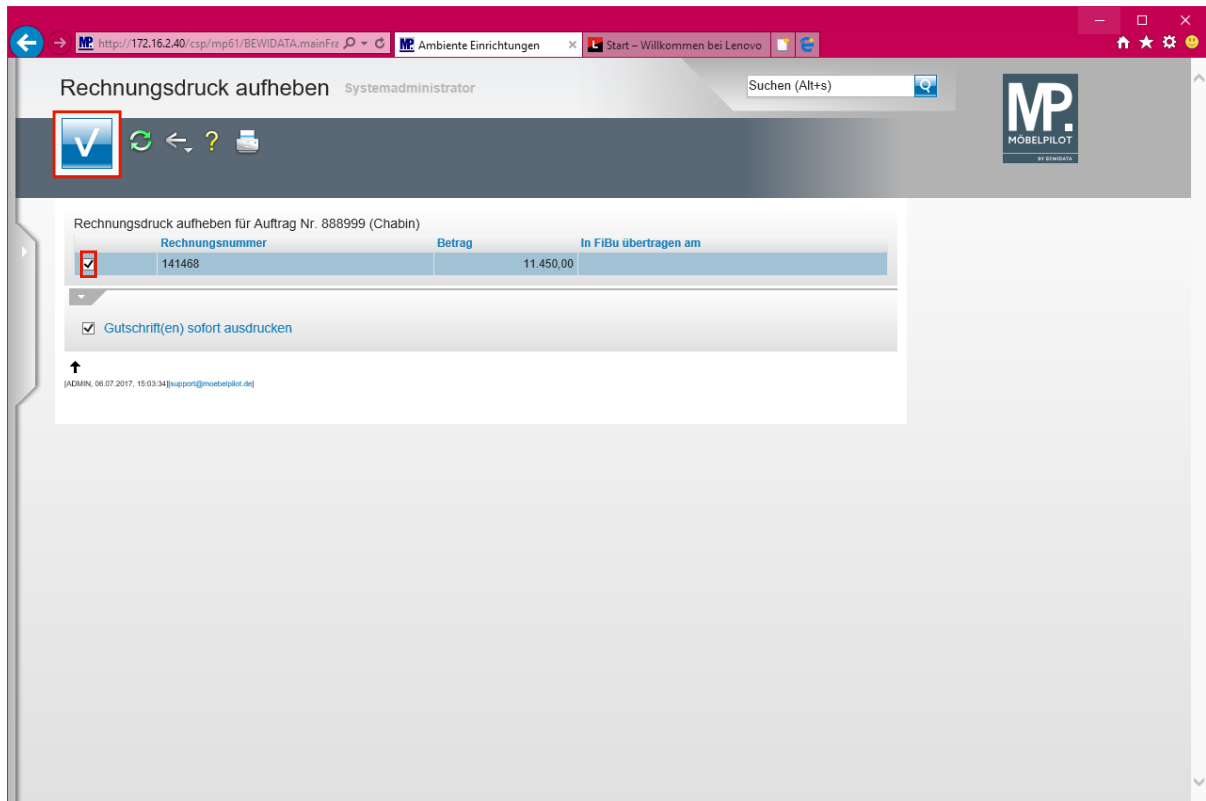 http://172.16.2.40/csp/mp61/BEWIDATA.mainFra
MP. Ambiente Einrichtungen
Start – Willkommen bei Lenovo
Rechnungsdruck aufheben Systemadministrator
Suchen (Alt+s)
MP.
MÖBELPILOT
BY BEWIDATA
Rechnungsdruck aufheben für Auftrag Nr. 888999 (Chabin)
Rechnungsnummer Betrag In FiBu übertragen am
141468 11.450,00
Gutschrift(en) sofort ausdrucken
[ADMIN, 06.07.2017, 15:03:34][support@moebelpilot.de]